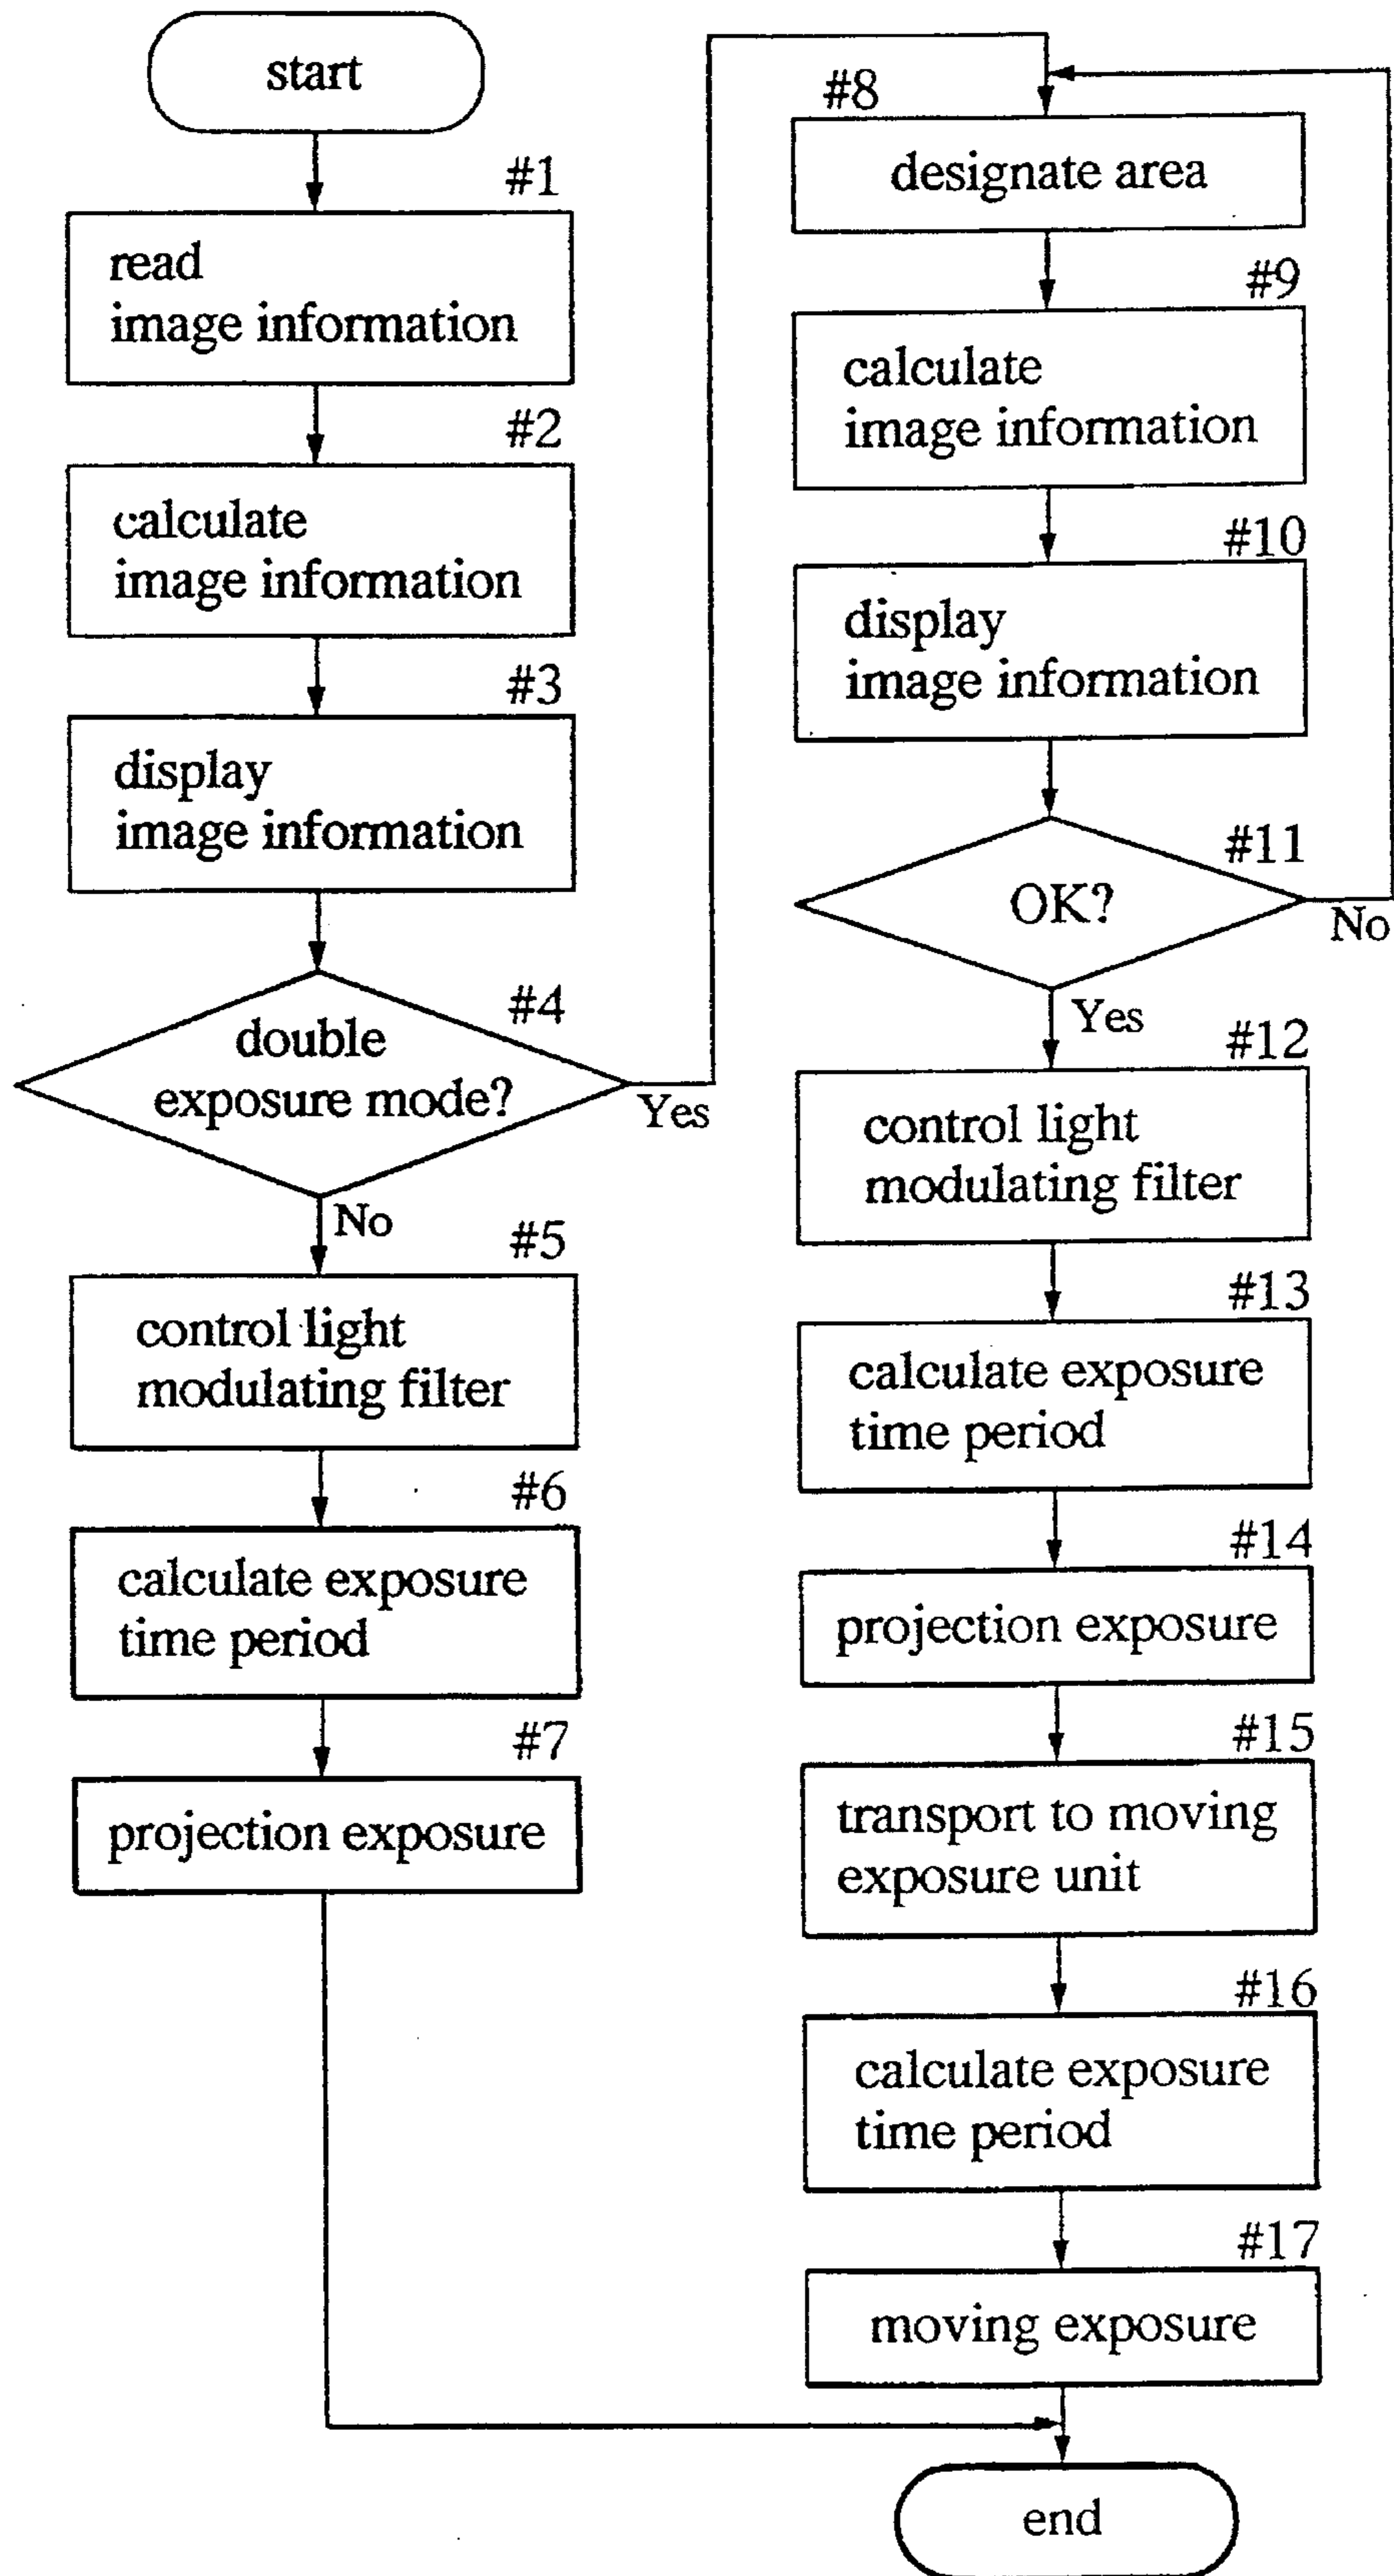 start
#1
read
image information
#2
calculate
image information
#3
display
image information
#4
double
exposure mode?
Yes
No
#5
control light
modulating filter
#6
calculate exposure
time period
#7
projection exposure
#8
designate area
#9
calculate
image information
#10
display
image information
#11
OK?
No
Yes
#12
control light
modulating filter
#13
calculate exposure
time period
#14
projection exposure
#15
transport to moving
exposure unit
#16
calculate exposure
time period
#17
moving exposure
end